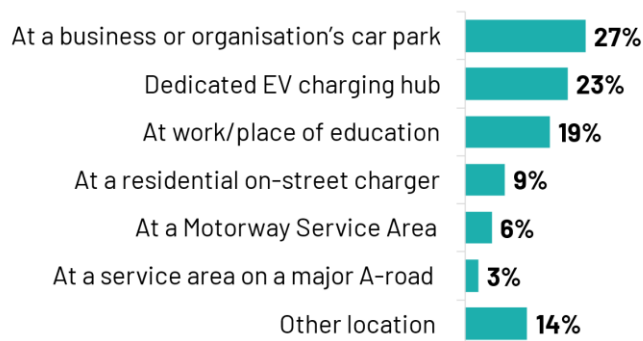 At a business or organisation's car park 27%
Dedicated EV charging hub 23%
At work/place of education 19%
At a residential on-street charger 9%
At a Motorway Service Area 6%
At a service area on a major A-road 3%
Other location 14%